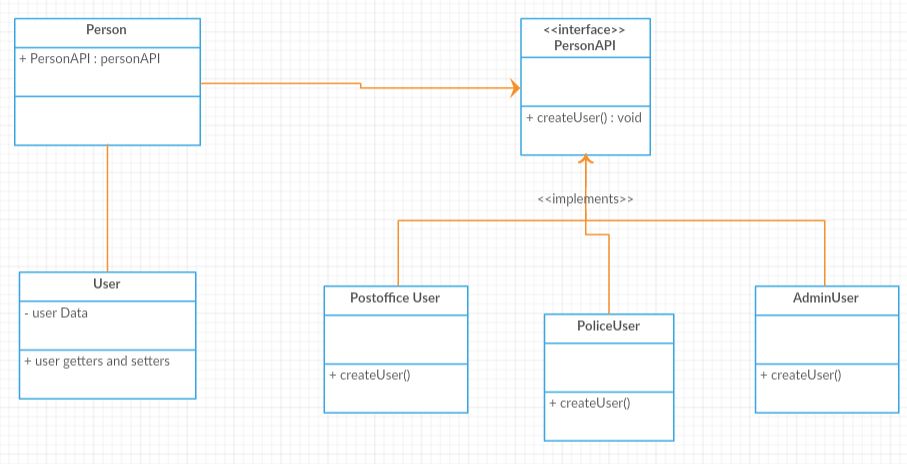 Person
+ PersonAPI : personAPI
<<interface>>
PersonAPI
+ createUser() : void
<<implements>>
User
- user Data
+ user getters and setters
Postoffice User
+ createUser()
PoliceUser
+ createUser()
AdminUser
+ createUser()